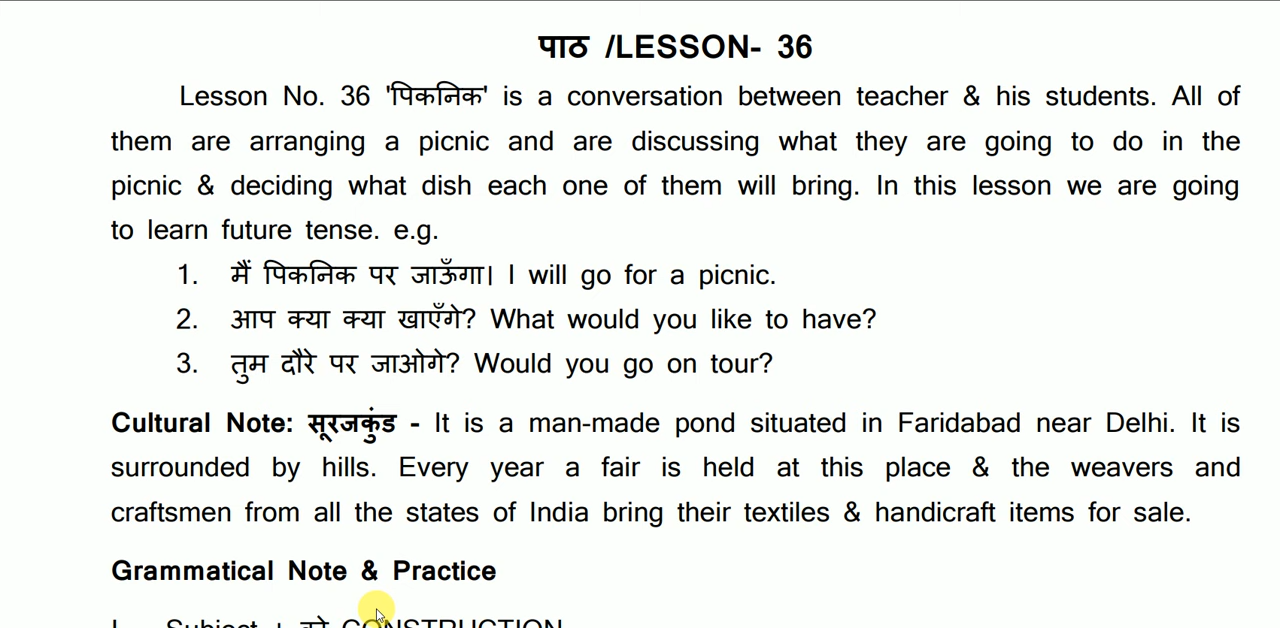 पाठ /LESSON- 36
Lesson No. 36 'पिकनिक' is a conversation between teacher & his students. All of
them are arranging a picnic and are discussing what they are going to do in the
picnic & deciding what dish each one of them will bring. In this lesson we are going
to learn future tense. e.g.
1. मैं पिकनिक पर जाऊँगा। I will go for a picnic.
2. आप क्या क्या खाएँगे? What would you like to have?
3. तुम दौरे पर जाओगे? Would you go on tour?
Cultural Note: सूरजकुंड - It is a man-made pond situated in Faridabad near Delhi. It is
surrounded by hills. Every year a fair is held at this place & the weavers and
craftsmen from all the states of India bring their textiles & handicraft items for sale.
Grammatical Note & Practice
I. Subject + को CONSTRUCTION